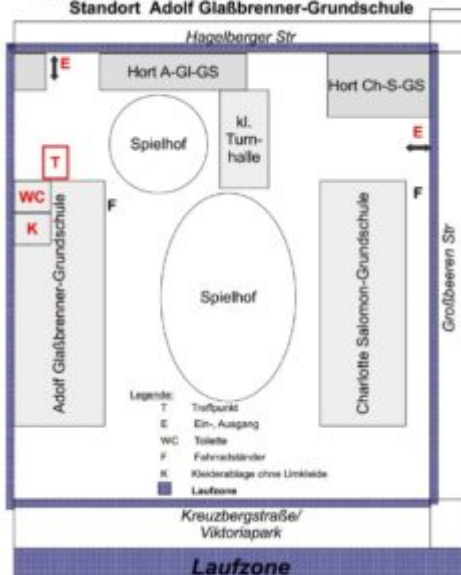 Standort Adolf Glaßbrenner-Grundschule
Hagelberger Str
E
Hort A-Gl-GS
Hort Ch-S-GS
kl.
Turn-
halle
Spielhof
E
T
WC
F
F
K
Adolf Glaßbrenner-Grundschule
Spielhof
Charlotte Salomon-Grundschule
Großbeeren Str
Legende:
T Treffpunkt
E Ein-, Ausgang
WC Toilette
F Fahrradständer
K Kleiderablage ohne Umkleide
Laufzone
Kreuzbergstraße/
Viktoriapark
Laufzone